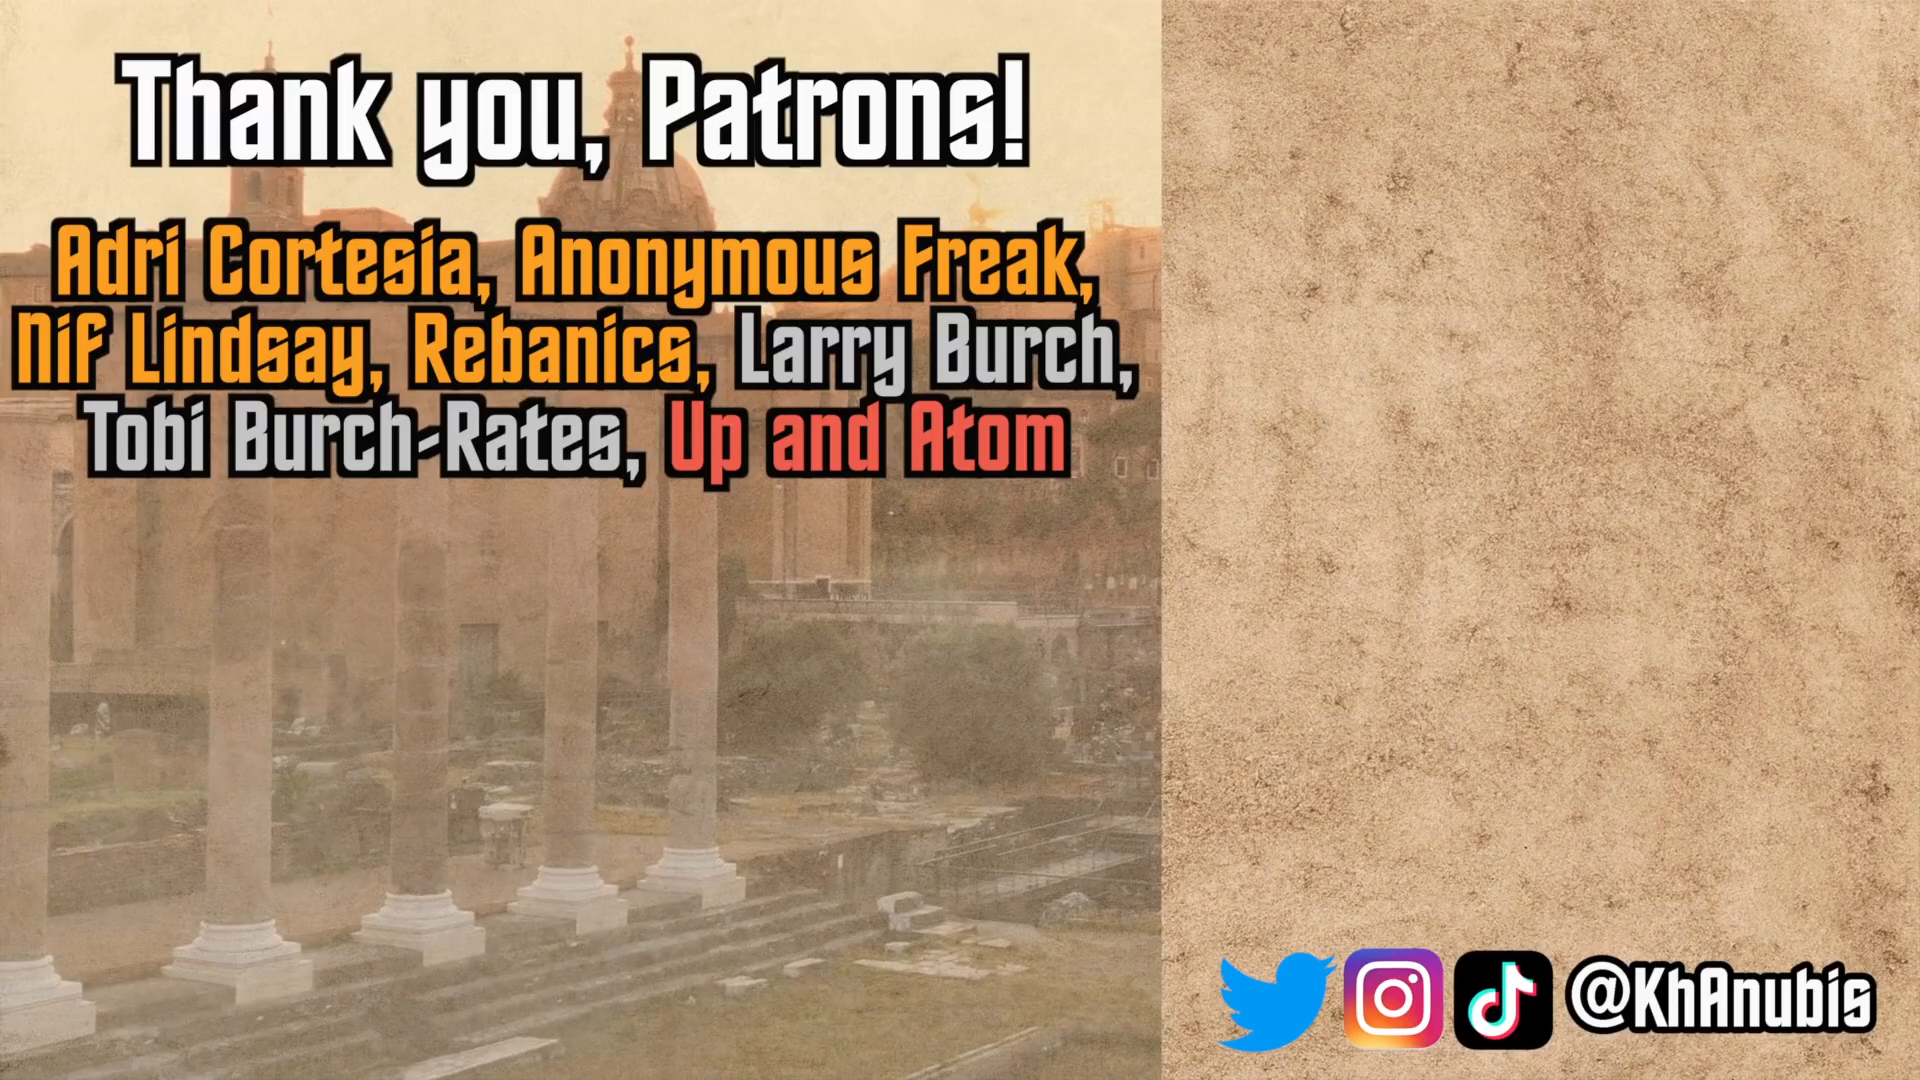 Thank you, Patrons!
Adri Cortesia, Anonymous Freak,
Nif Lindsay, Rebanics, Larry Burch,
Tobi Burch-Rates, Up and Atom
@KhAnubis